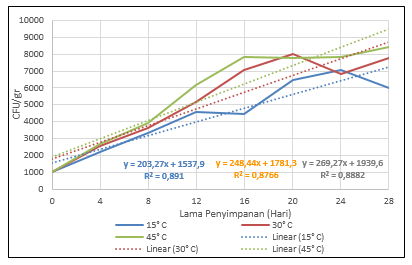 10000
9000
8000
7000
6000
5000
4000
3000
2000
1000
0
CFU/gr
y = 203,27x + 1537,9 y = 248,44x + 1781,3 y = 269,27x + 1939,6
R² = 0,891 R² = 0,8766 R² = 0,8882
0 4 8 12 16 20 24 28
Lama Penyimpanan (Hari)
15° C 30° C
45° C Linear (15° C)
Linear (30° C) Linear (45° C)